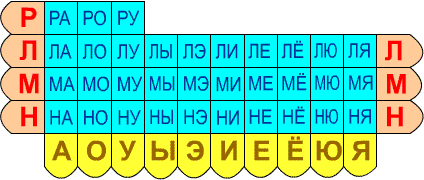 Р РА РО РУ
Л ЛА ЛО ЛУ ЛЫ ЛЭ ЛИ ЛЕ ЛЁ ЛЮ ЛЯ Л
М МА МО МУ МЫ МЭ МИ МЕ МЁ МЮ МЯ М
Н НА НО НУ НЫ НЭ НИ НЕ НЁ НЮ НЯ Н
А О У Ы Э И Е Ё Ю Я